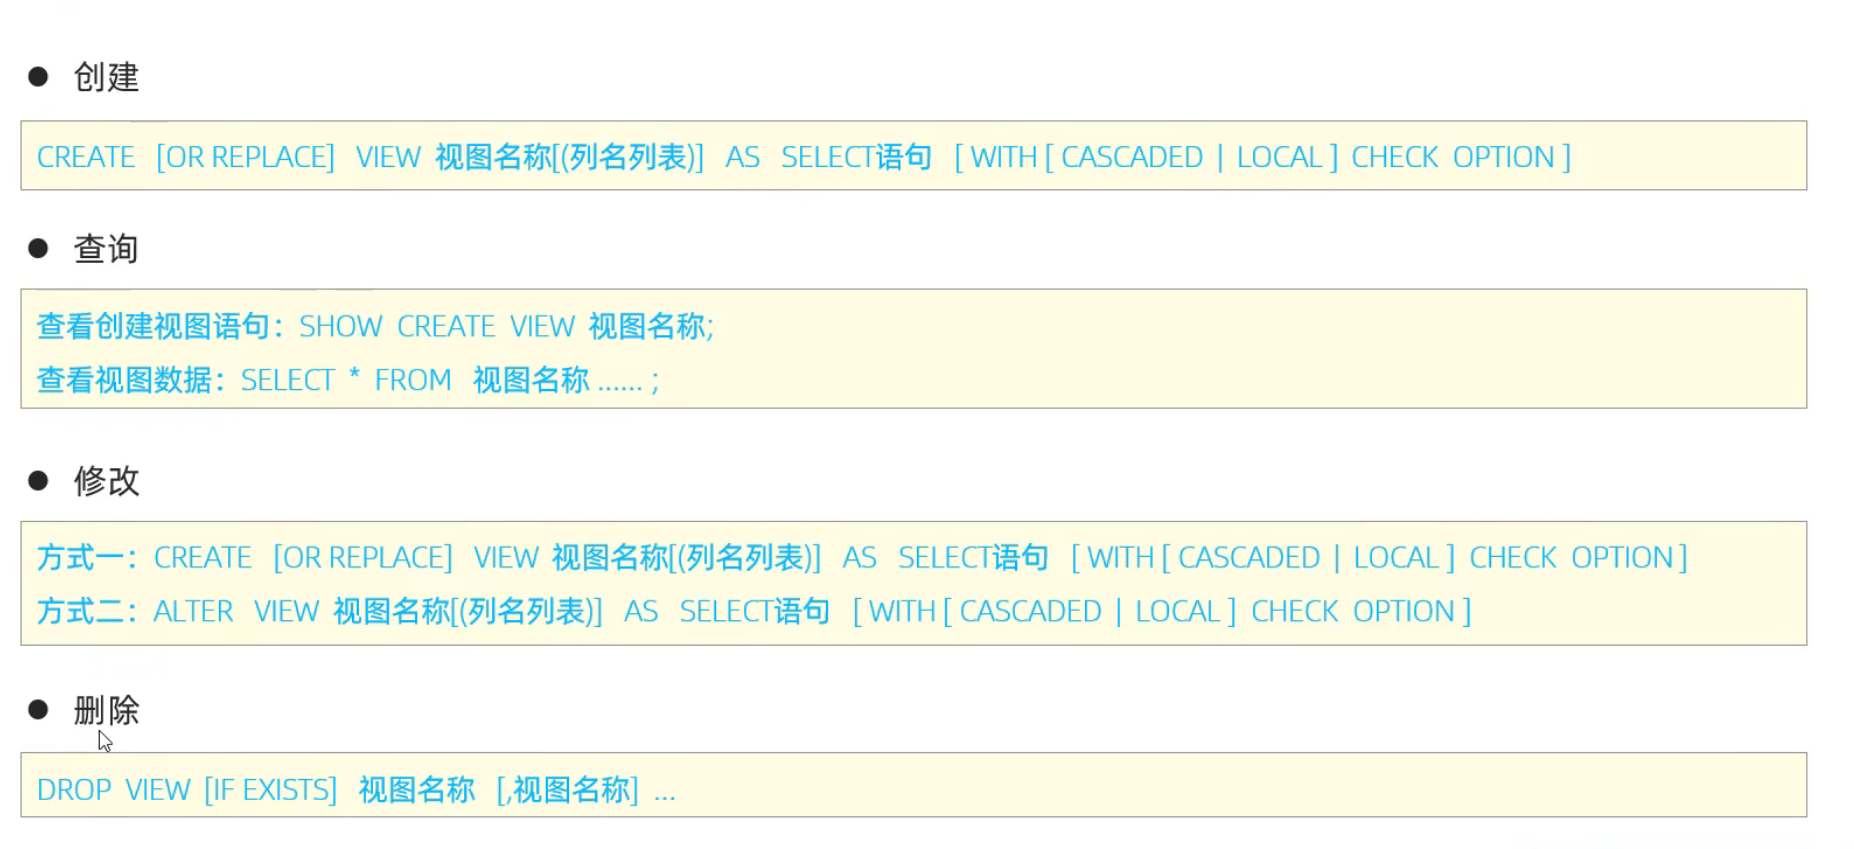 ● 创建
CREATE [OR REPLACE] VIEW 视图名称[(列名列表)] AS SELECT语句 [ WITH [ CASCADED | LOCAL ] CHECK OPTION ]
● 查询
查看创建视图语句：SHOW CREATE VIEW 视图名称;
查看视图数据：SELECT * FROM 视图名称 ...... ;
● 修改
方式一：CREATE [OR REPLACE] VIEW 视图名称[(列名列表)] AS SELECT语句 [ WITH [ CASCADED | LOCAL ] CHECK OPTION ]
方式二：ALTER VIEW 视图名称[(列名列表)] AS SELECT语句 [ WITH [ CASCADED | LOCAL ] CHECK OPTION ]
● 删除
DROP VIEW [IF EXISTS] 视图名称 [,视图名称] ...